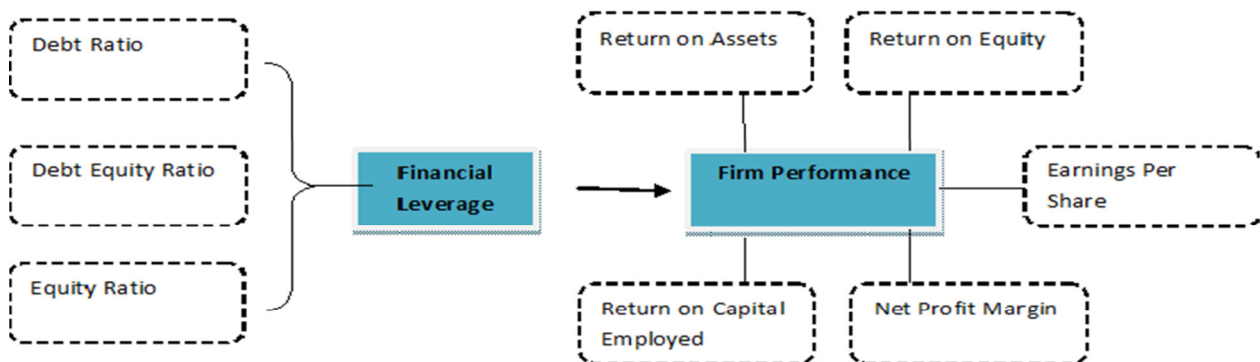 Debt Ratio
Debt Equity Ratio
Equity Ratio
Financial
Leverage
Return on Assets
Return on Equity
Firm Performance
Earnings Per
Share
Return on Capital
Employed
Net Profit Margin